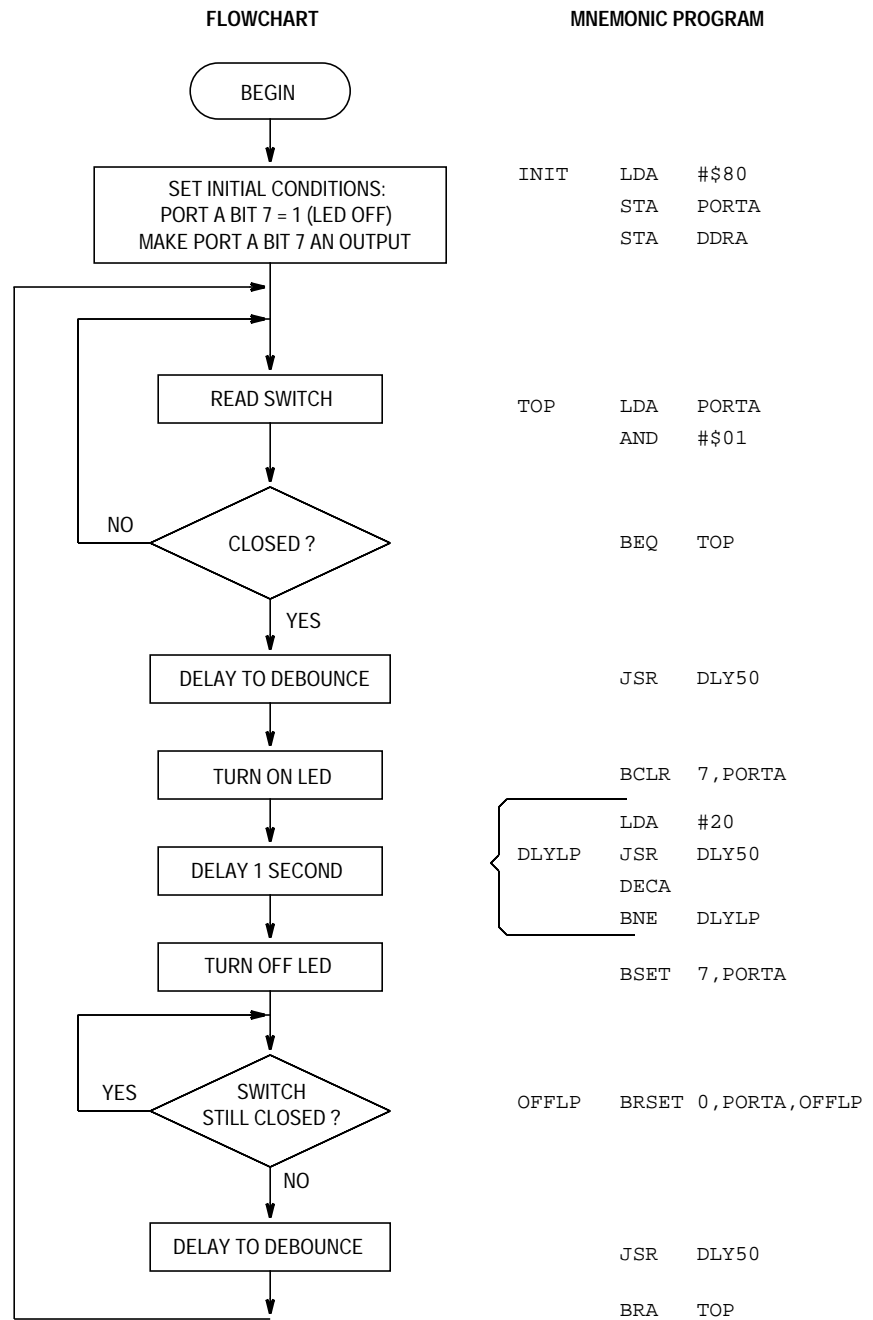 FLOWCHART MNEMONIC PROGRAM
BEGIN
SET INITIAL CONDITIONS:
PORT A BIT 7 = 1 (LED OFF)
MAKE PORT A BIT 7 AN OUTPUT
INIT LDA #$80
STA PORTA
STA DDRA
READ SWITCH
TOP LDA PORTA
AND #$01
NO
CLOSED ?
BEQ TOP
YES
DELAY TO DEBOUNCE
JSR DLY50
TURN ON LED
BCLR 7,PORTA
DELAY 1 SECOND
LDA #20
DLYLP JSR DLY50
DECA
BNE DLYLP
TURN OFF LED
BSET 7,PORTA
YES
SWITCH
STILL CLOSED ?
OFFLP BRSET 0,PORTA,OFFLP
NO
DELAY TO DEBOUNCE
JSR DLY50
BRA TOP